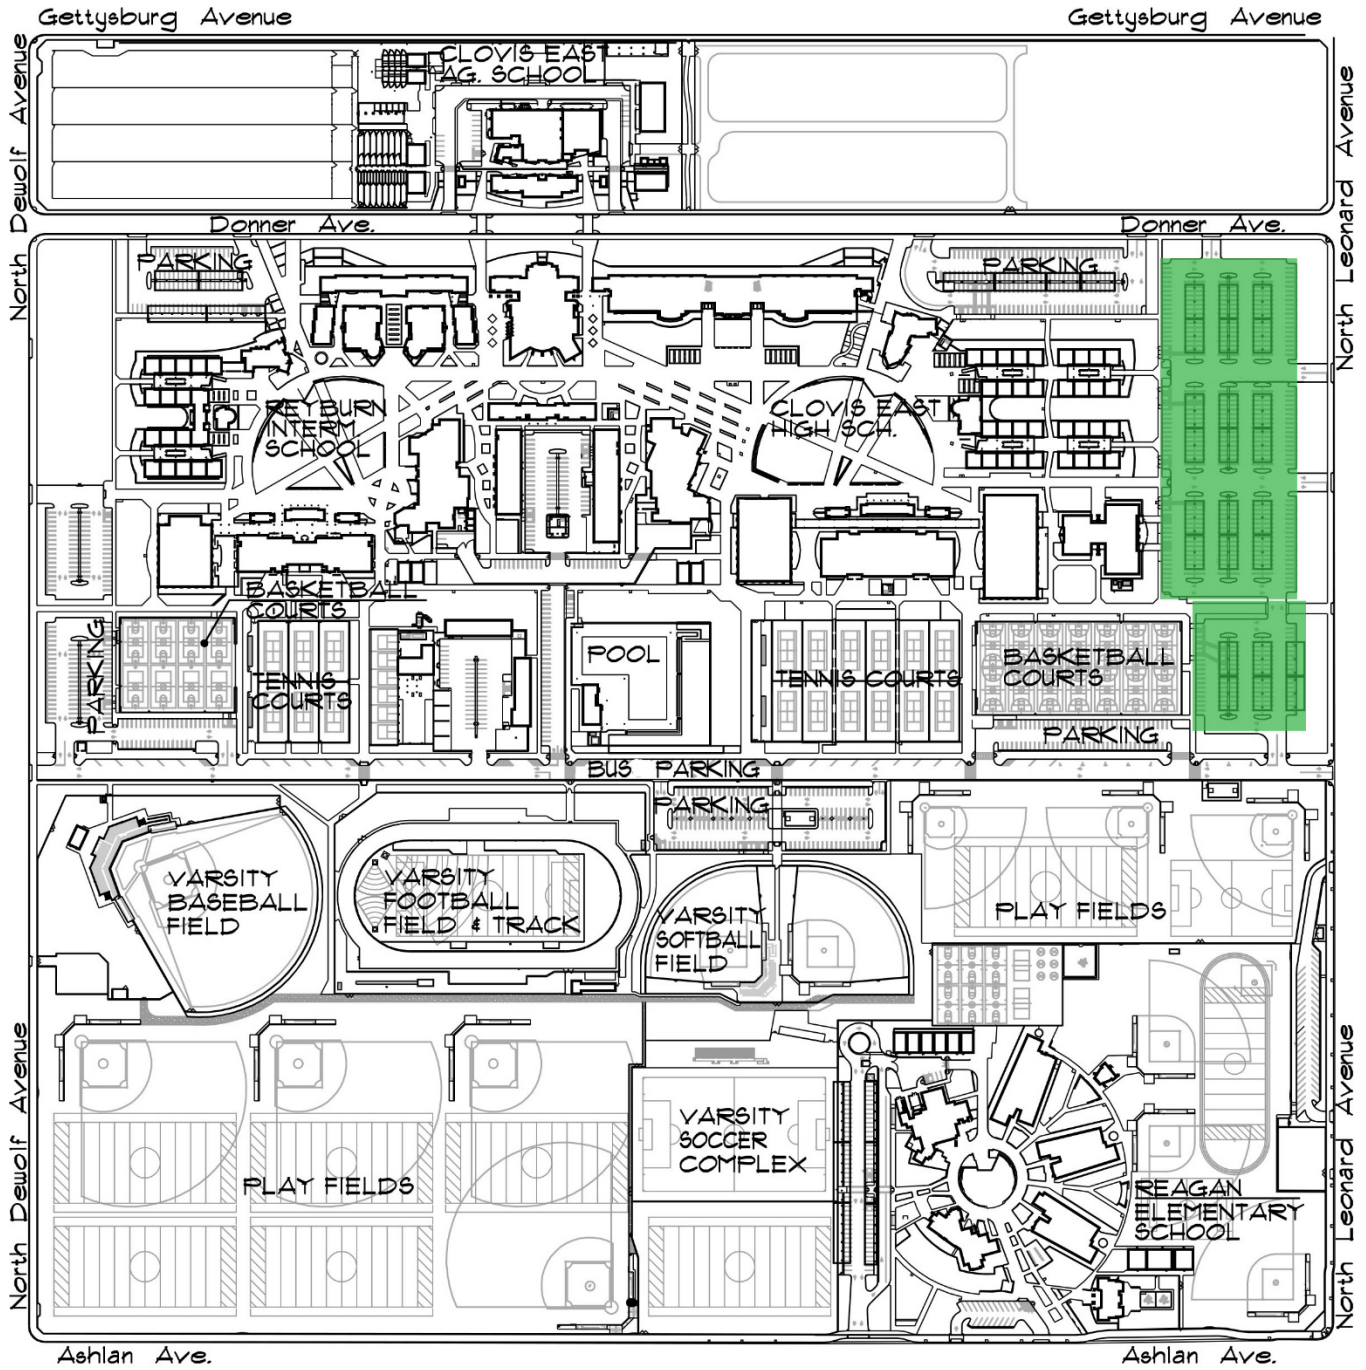 Gettysburg Avenue
Gettysburg Avenue
North Dewolf Avenue
North Leonard Avenue
CLOVIS EAST
AG. SCHOOL
Donner Ave.
Donner Ave.
PARKING
PARKING
REYBURN
INTERM
SCHOOL
CLOVIS EAST
HIGH SCH.
BASKETBALL
COURTS
PARKING
TENNIS
COURTS
POOL
TENNIS COURTS
BASKETBALL
COURTS
PARKING
BUS PARKING
PARKING
VARSITY
BASEBALL
FIELD
VARSITY
FOOTBALL
FIELD & TRACK
VARSITY
SOFTBALL
FIELD
PLAY FIELDS
North Dewolf Avenue
North Leonard Avenue
PLAY FIELDS
VARSITY
SOCCER
COMPLEX
REAGAN
ELEMENTARY
SCHOOL
Ashlan Ave.
Ashlan Ave.